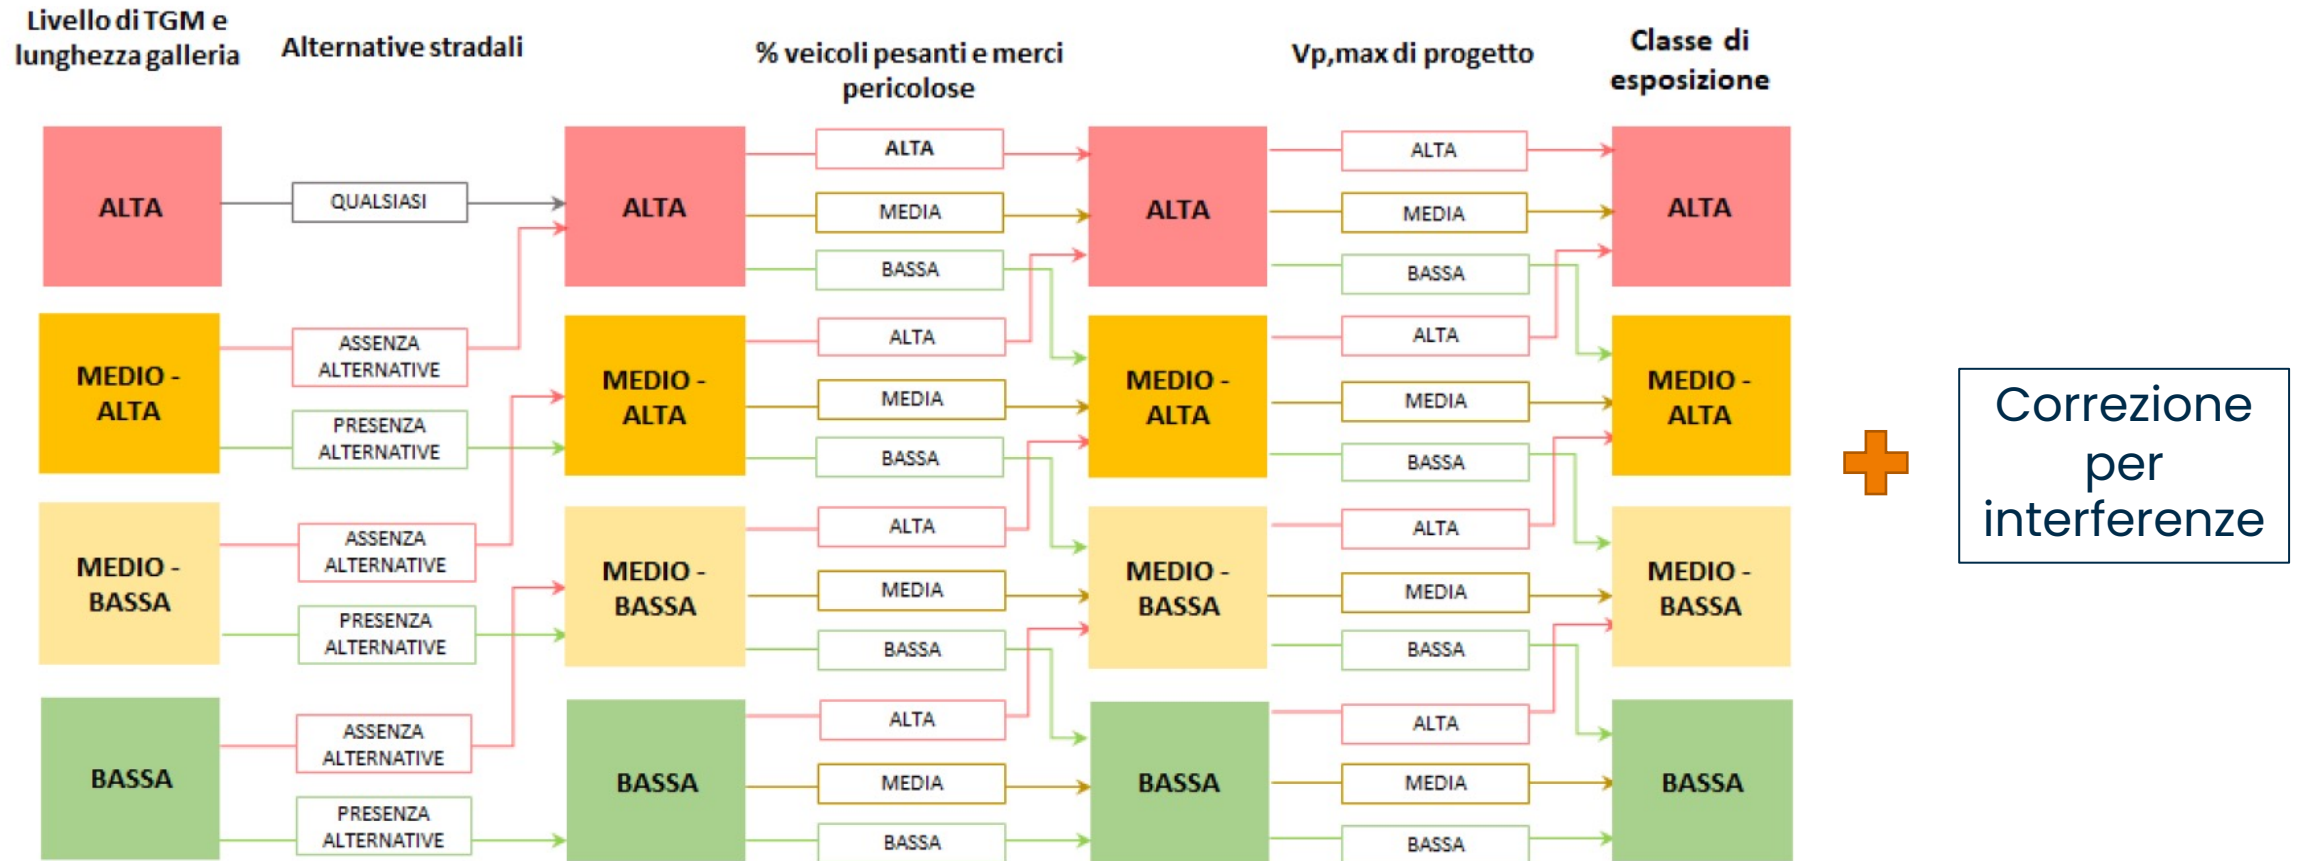 Livello di TGM e
lunghezza galleria
Alternative stradali
% veicoli pesanti e merci
pericolose
Vp,max di progetto
Classe di
esposizione
ALTA
QUALSIASI
ALTA
ALTA
MEDIA
BASSA
ALTA
ALTA
MEDIA
BASSA
ALTA
MEDIO -
ALTA
ASSENZA
ALTERNATIVE
PRESENZA
ALTERNATIVE
MEDIO -
ALTA
ALTA
MEDIA
BASSA
MEDIO -
ALTA
ALTA
MEDIA
BASSA
MEDIO -
ALTA
MEDIO -
BASSA
ASSENZA
ALTERNATIVE
PRESENZA
ALTERNATIVE
MEDIO -
BASSA
ALTA
MEDIA
BASSA
MEDIO -
BASSA
ALTA
MEDIA
BASSA
MEDIO -
BASSA
BASSA
ASSENZA
ALTERNATIVE
PRESENZA
ALTERNATIVE
BASSA
ALTA
MEDIA
BASSA
BASSA
ALTA
MEDIA
BASSA
BASSA
Correzione
per
interferenze